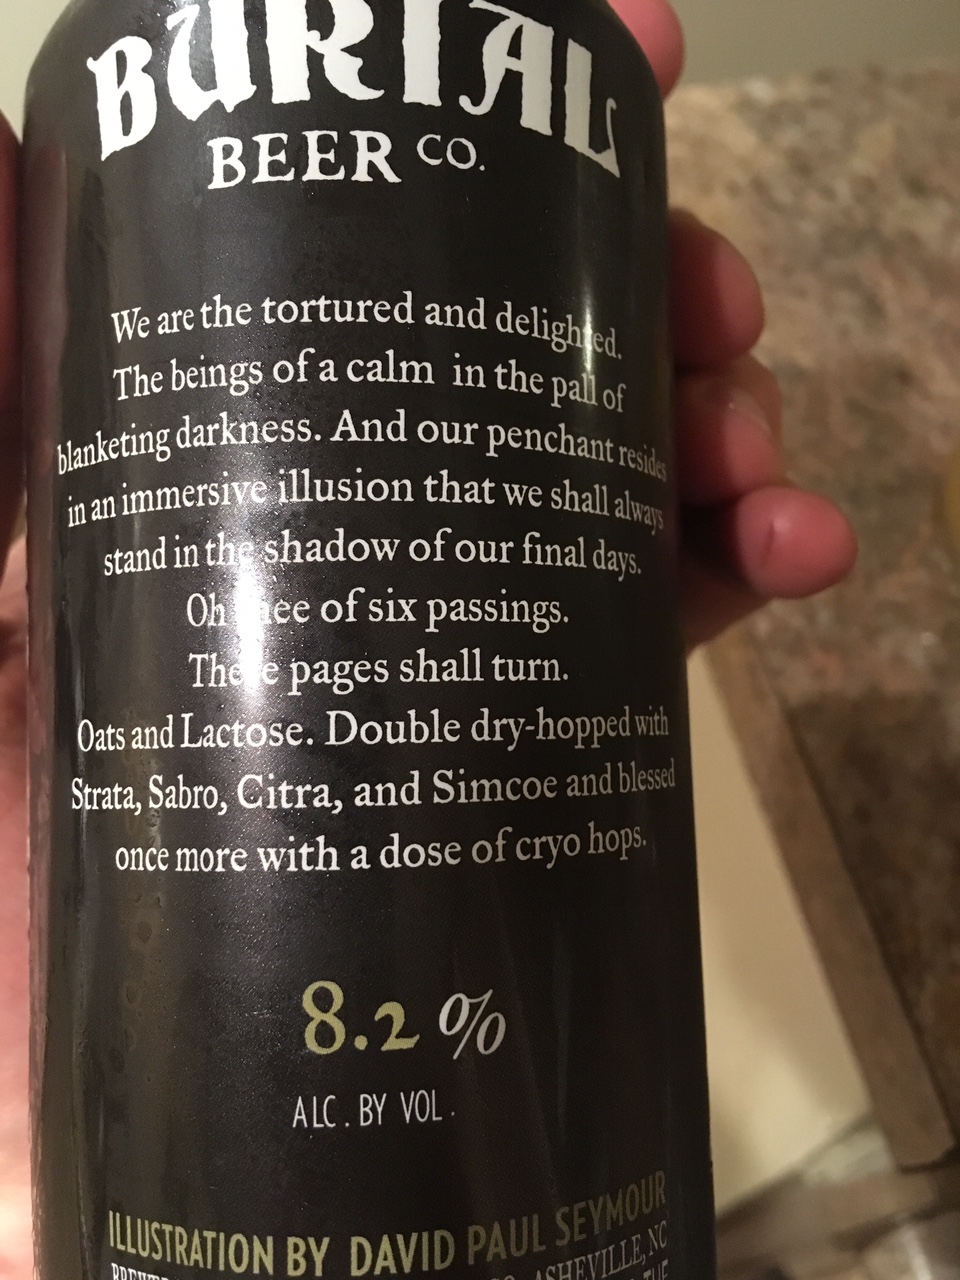 BURIAL
BEER CO.
We are the tortured and delighted.
The beings of a calm in the pall of
blanketing darkness. And our penchant resides
in an immersive illusion that we shall always
stand in the shadow of our final days.
Oh of six passings.
These pages shall turn.
Oats and Lactose. Double dry-hopped with
Strata, Sabro, Citra, and Simcoe and blessed
once more with a dose of cryo hops.
8.2 %
ALC. BY VOL.
ILLUSTRATION BY DAVID PAUL SEYMOUR
ASHEVILLE, NC